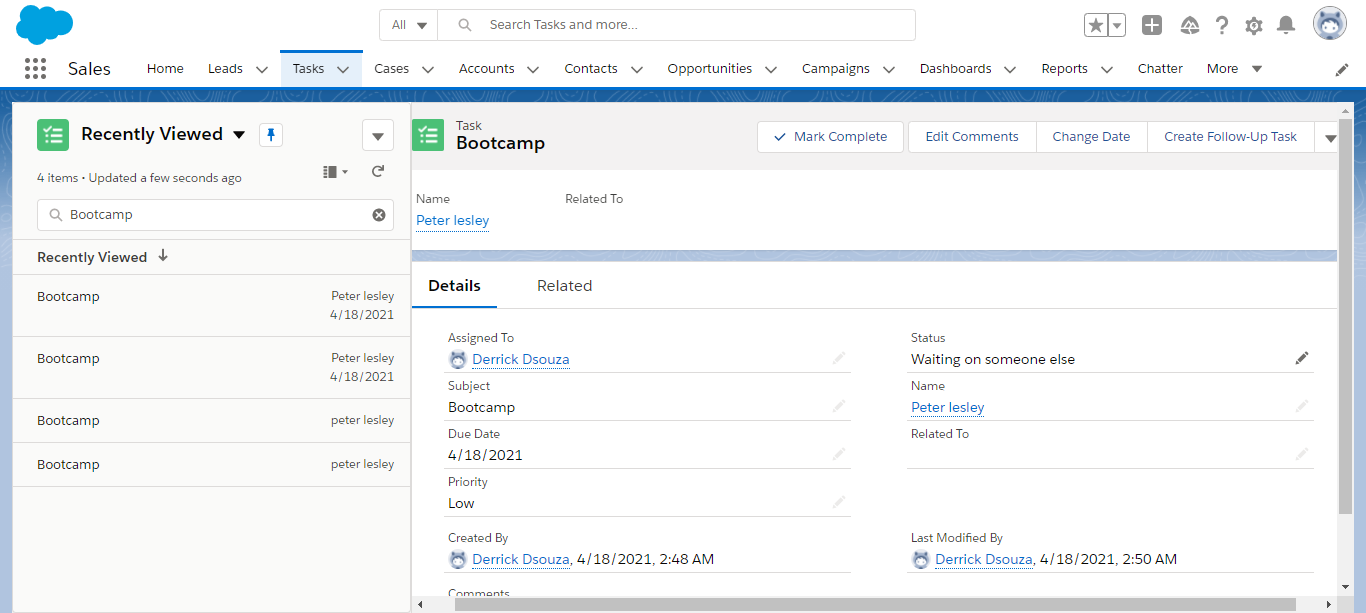 All
Search Tasks and more...
Sales Home Leads Tasks Cases Accounts Contacts Opportunities Campaigns Dashboards Reports Chatter More
Recently Viewed
4 items • Updated a few seconds ago
Bootcamp
Recently Viewed
Bootcamp Peter lesley
4/18/2021
Bootcamp Peter lesley
4/18/2021
Bootcamp peter lesley
Bootcamp peter lesley
Task
Bootcamp
Mark Complete Edit Comments Change Date Create Follow-Up Task
Name Related To
Peter lesley
Details Related
Assigned To Status
Derrick Dsouza Waiting on someone else
Subject Name
Bootcamp Peter lesley
Due Date Related To
4/18/2021
Priority
Low
Created By Last Modified By
Derrick Dsouza, 4/18/2021, 2:48 AM Derrick Dsouza, 4/18/2021, 2:50 AM
Comments